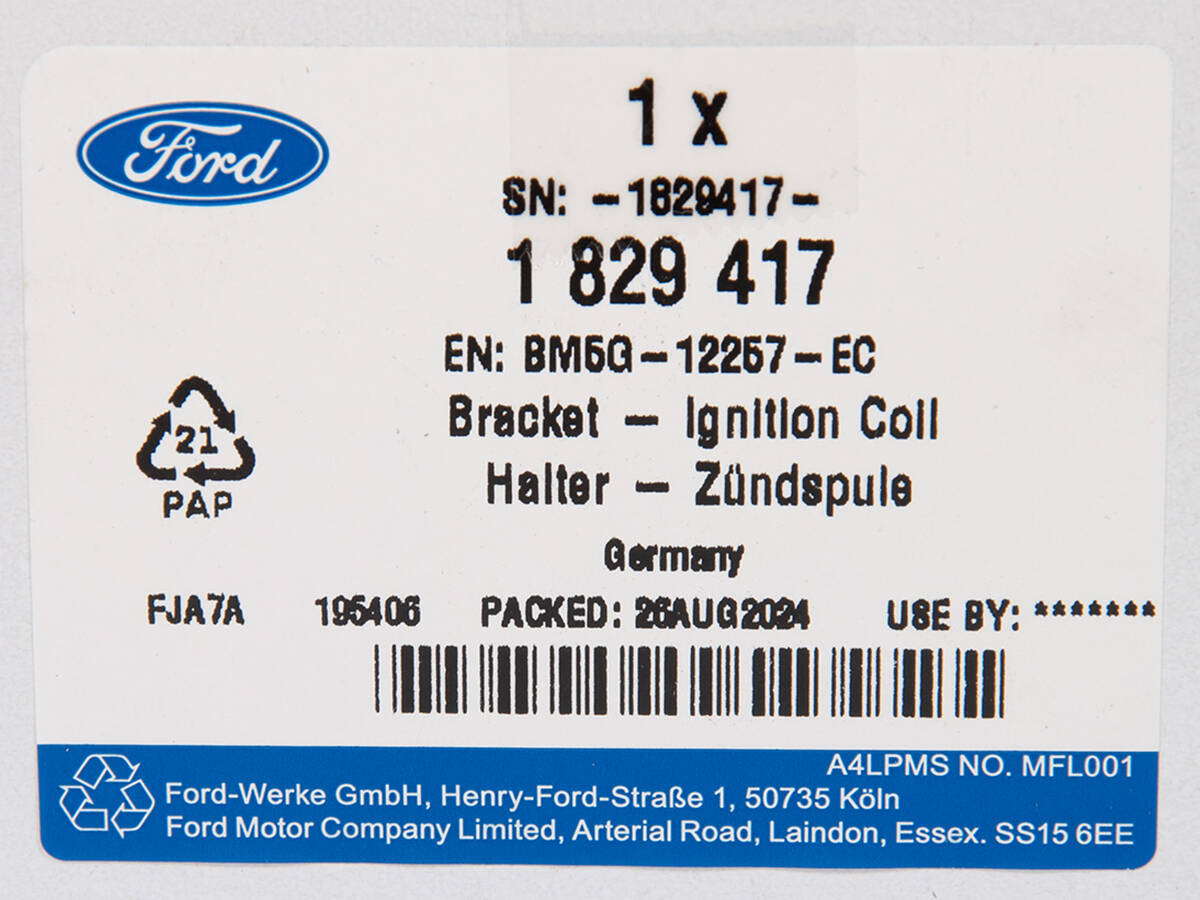 Ford
1 x
SN: -1829417-
1 829 417
EN: BM5G-12257-EC
Bracket - Ignition Coil
Halter - Zündspule
21
PAP
Germany
FJA7A 195406 PACKED: 26AUG2024 USE BY: *******
A4LPMS NO. MFL001
Ford-Werke GmbH, Henry-Ford-Straße 1, 50735 Köln
Ford Motor Company Limited, Arterial Road, Laindon, Essex. SS15 6EE